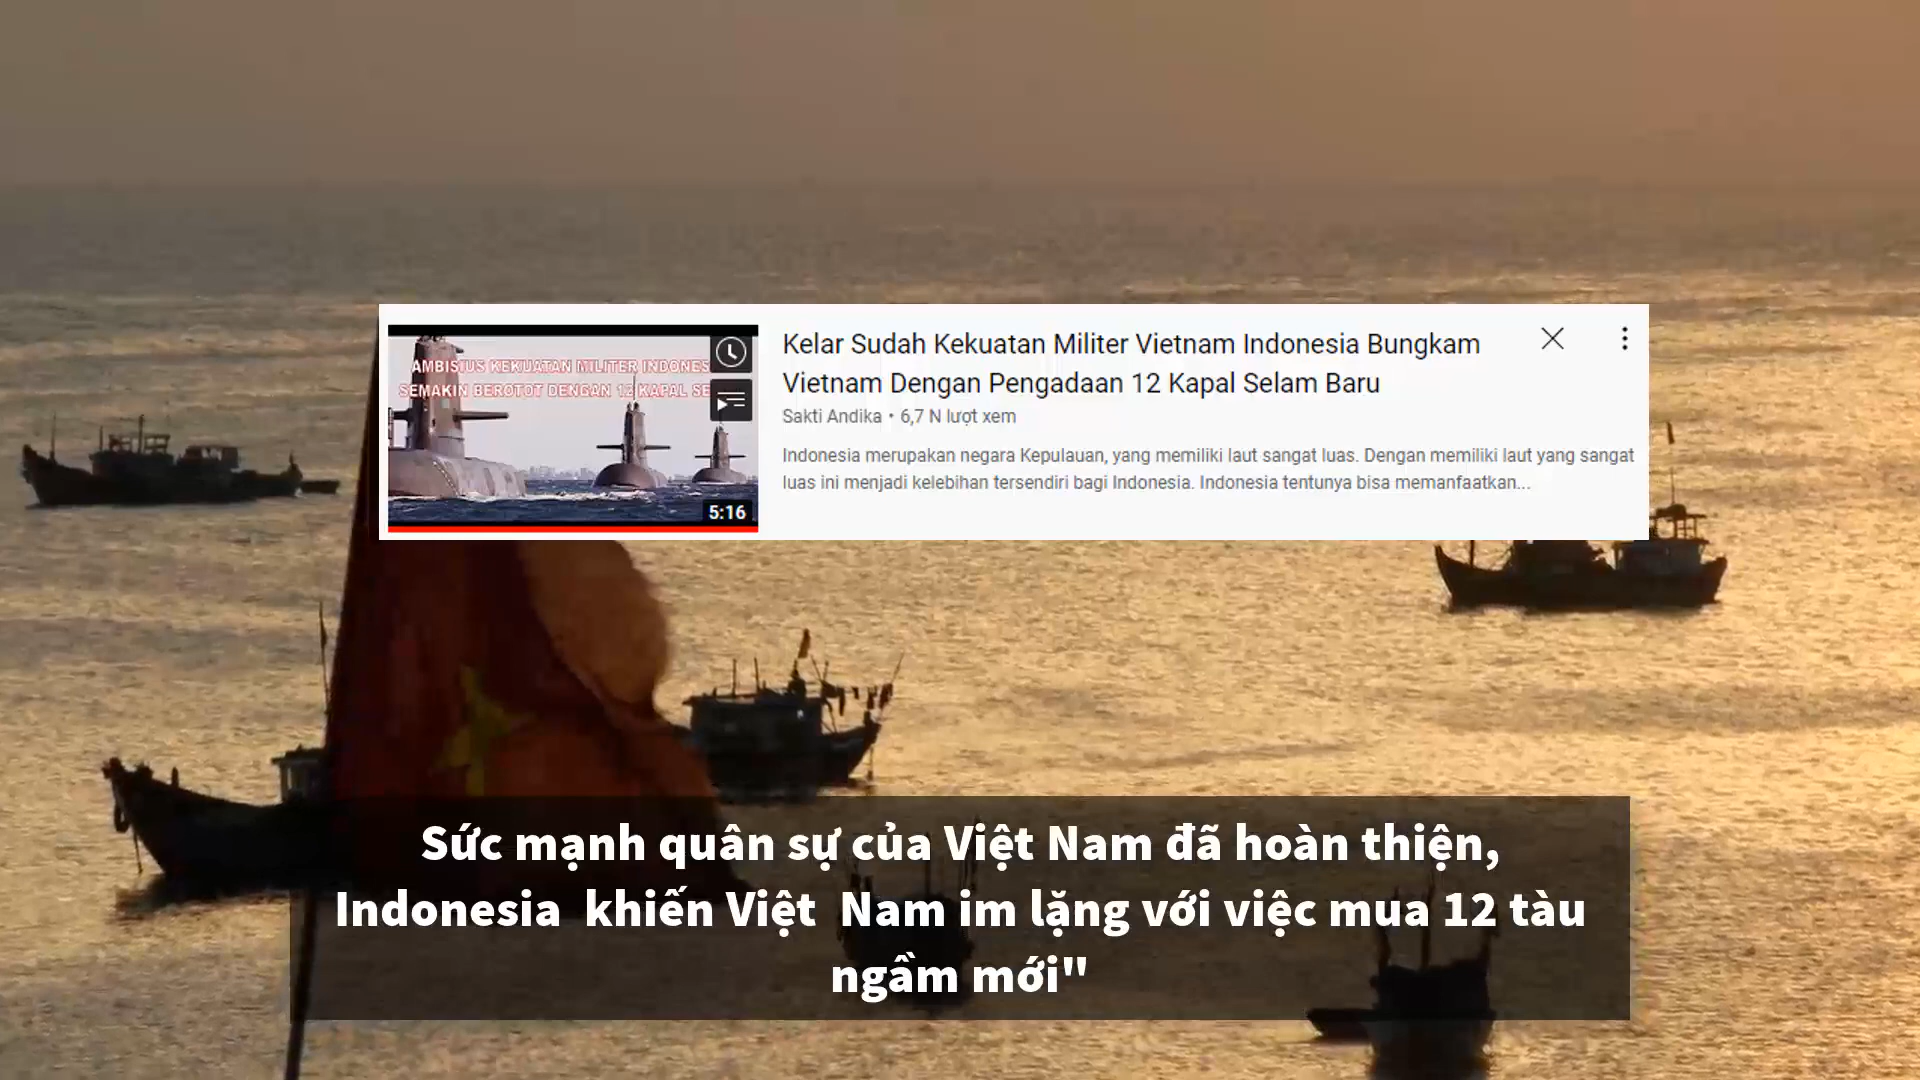 AMBISIUS KEKUATAN MILITER INDONES
SEMAKIN BEROTOT DENGAN 12 KAPAL SE
5:16
Kelar Sudah Kekuatan Militer Vietnam Indonesia Bungkam
Vietnam Dengan Pengadaan 12 Kapal Selam Baru
Sakti Andika • 6,7 N lượt xem
Indonesia merupakan negara Kepulauan, yang memiliki laut sangat luas. Dengan memiliki laut yang sangat
luas ini menjadi kelebihan tersendiri bagi Indonesia. Indonesia tentunya bisa memanfaatkan...
Sức mạnh quân sự của Việt Nam đã hoàn thiện,
Indonesia khiến Việt Nam im lặng với việc mua 12 tàu
ngầm mới"